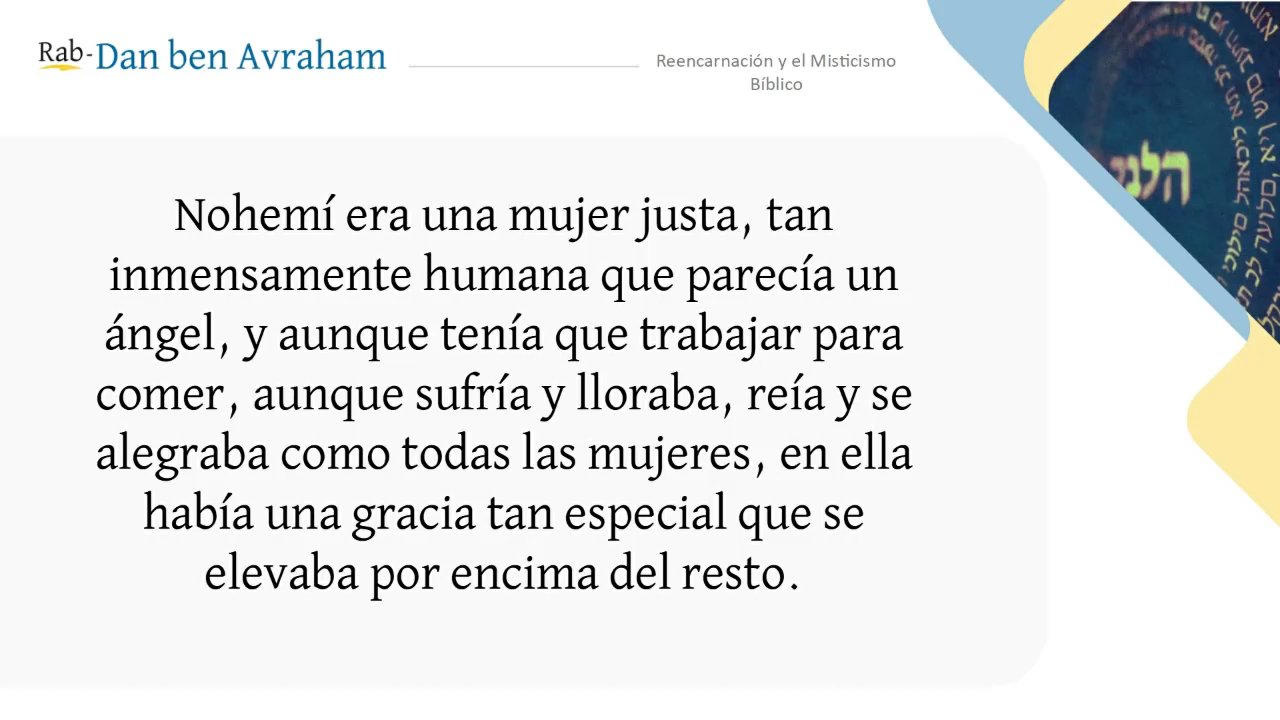 Rab-Dan ben Avraham
Reencarnación y el Misticismo
Bíblico
Nohemí era una mujer justa, tan
inmensamente humana que parecía un
ángel, y aunque tenía que trabajar para
comer, aunque sufría y lloraba, reía y se
alegraba como todas las mujeres, en ella
había una gracia tan especial que se
elevaba por encima del resto.